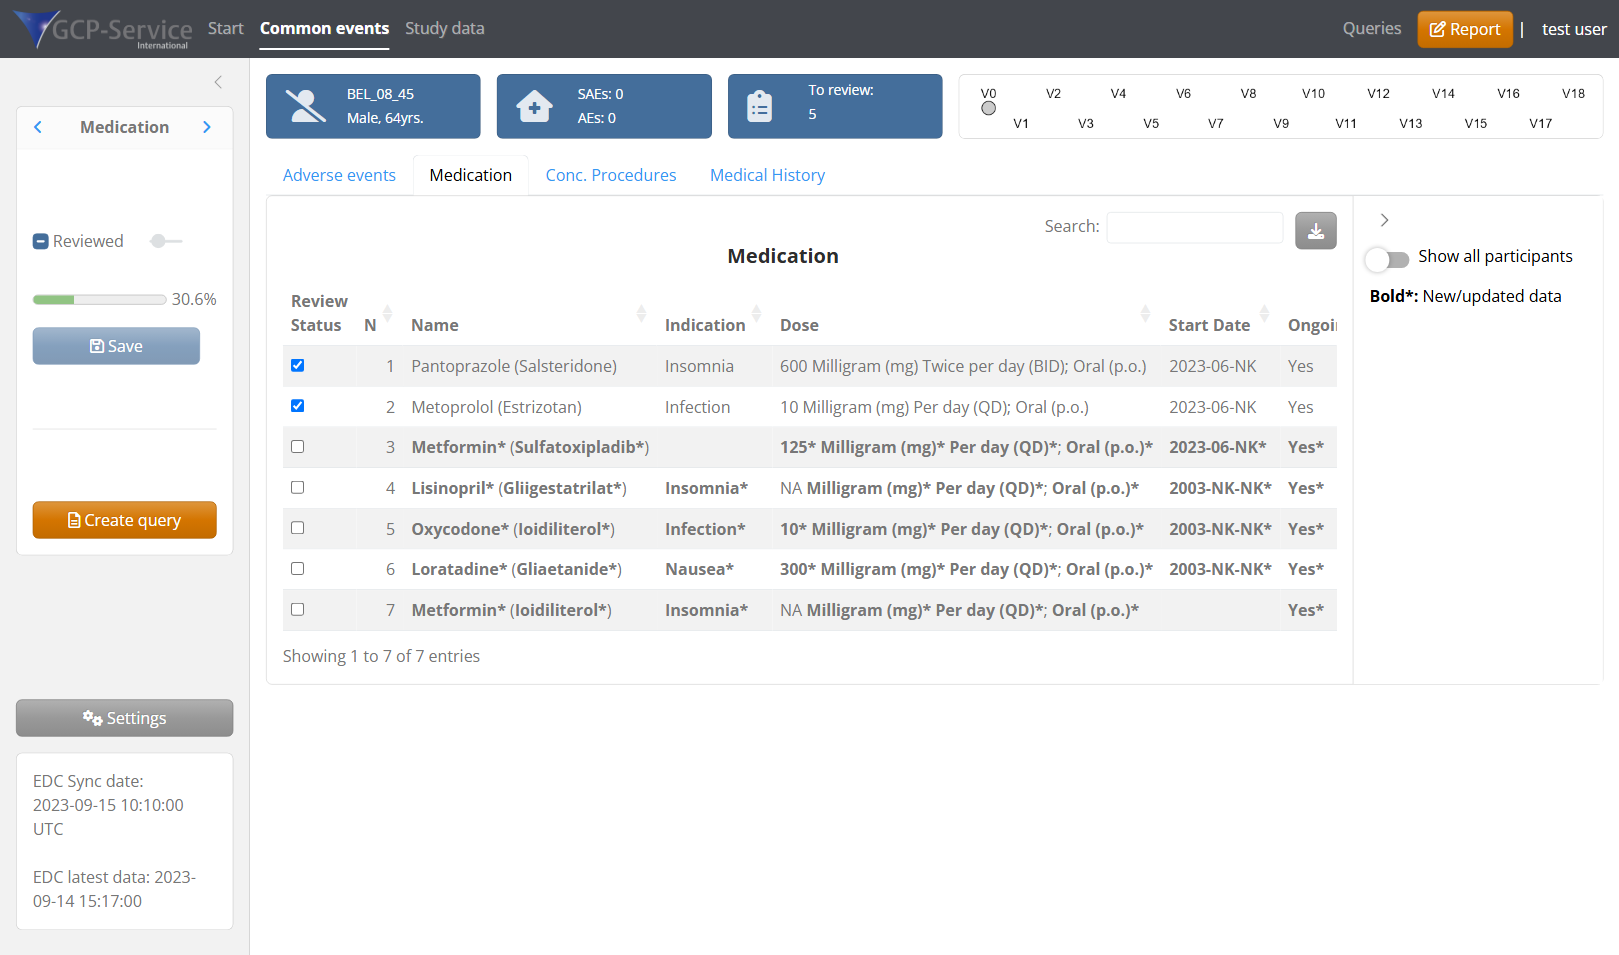 GCP-Service
International
Start
Common events
Study data
Queries
Report
|
test user
Medication
Reviewed
30.6%
Save
Create query
Settings
EDC Sync date:
2023-09-15 10:10:00
UTC
EDC latest data: 2023-
09-14 15:17:00
BEL_08_45
Male, 64yrs.
SAEs: 0
AEs: 0
To review:
5
V0 V2 V4 V6 V8 V10 V12 V14 V16 V18
V1 V3 V5 V7 V9 V11 V13 V15 V17
Adverse events
Medication
Conc. Procedures
Medical History
Search:
Medication
Review
Status N Name Indication Dose Start Date Ongoi
1 Pantoprazole (Salsteridone) Insomnia 600 Milligram (mg) Twice per day (BID); Oral (p.o.) 2023-06-NK Yes
2 Metoprolol (Estrizotan) Infection 10 Milligram (mg) Per day (QD); Oral (p.o.) 2023-06-NK Yes
3 Metformin* (Sulfatoxipladib*) 125* Milligram (mg)* Per day (QD)*; Oral (p.o.)* 2023-06-NK* Yes*
4 Lisinopril* (Gliigestatrilat*) Insomnia* NA Milligram (mg)* Per day (QD)*; Oral (p.o.)* 2003-NK-NK* Yes*
5 Oxycodone* (Ioidiliterol*) Infection* 10* Milligram (mg)* Per day (QD)*; Oral (p.o.)* 2003-NK-NK* Yes*
6 Loratadine* (Gliaetanide*) Nausea* 300* Milligram (mg)* Per day (QD)*; Oral (p.o.)* 2003-NK-NK* Yes*
7 Metformin* (Ioidiliterol*) Insomnia* NA Milligram (mg)* Per day (QD)*; Oral (p.o.)* Yes*
Showing 1 to 7 of 7 entries
Show all participants
Bold*: New/updated data